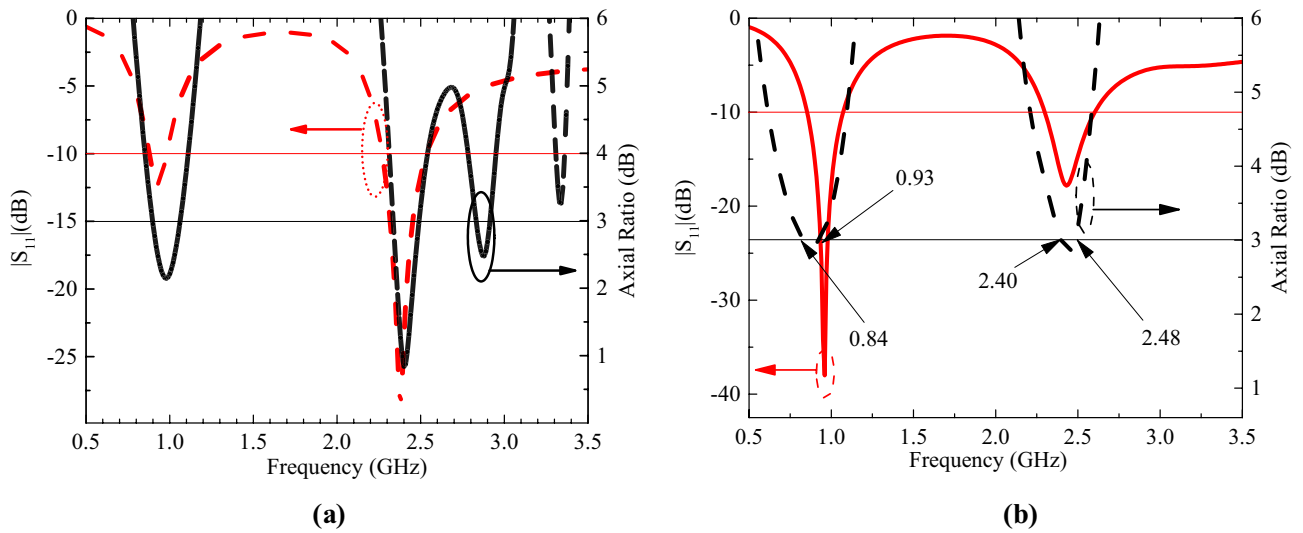 0
-5
-10
-15
-20
-25
|S11|(dB)
6
5
4
3
2
1
Axial Ratio (dB)
0.5 1.0 1.5 2.0 2.5 3.0 3.5
Frequency (GHz)
(a)
0
-10
-20
-30
-40
|S11|(dB)
0.93
2.40
0.84
2.48
6
5
4
3
2
1
Axial Ratio (dB)
0.5 1.0 1.5 2.0 2.5 3.0 3.5
Frequency (GHz)
(b)